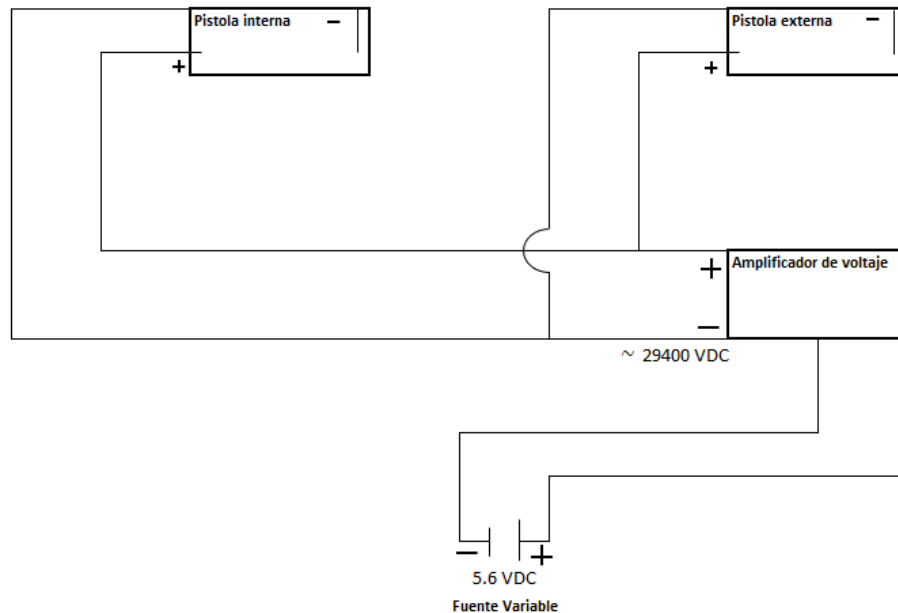 Pistola interna −
+
Pistola externa −
+
+ Amplificador de voltaje
−
~ 29400 VDC
− +
5.6 VDC
Fuente Variable